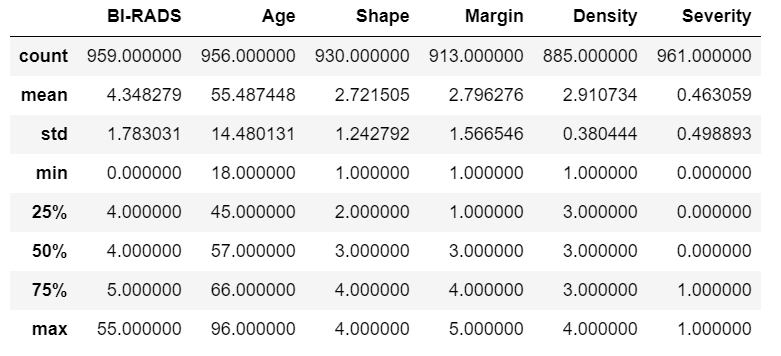 BI-RADS Age Shape Margin Density Severity
count 959.000000 956.000000 930.000000 913.000000 885.000000 961.000000
mean 4.348279 55.487448 2.721505 2.796276 2.910734 0.463059
std 1.783031 14.480131 1.242792 1.566546 0.380444 0.498893
min 0.000000 18.000000 1.000000 1.000000 1.000000 0.000000
25% 4.000000 45.000000 2.000000 1.000000 3.000000 0.000000
50% 4.000000 57.000000 3.000000 3.000000 3.000000 0.000000
75% 5.000000 66.000000 4.000000 4.000000 3.000000 1.000000
max 55.000000 96.000000 4.000000 5.000000 4.000000 1.000000